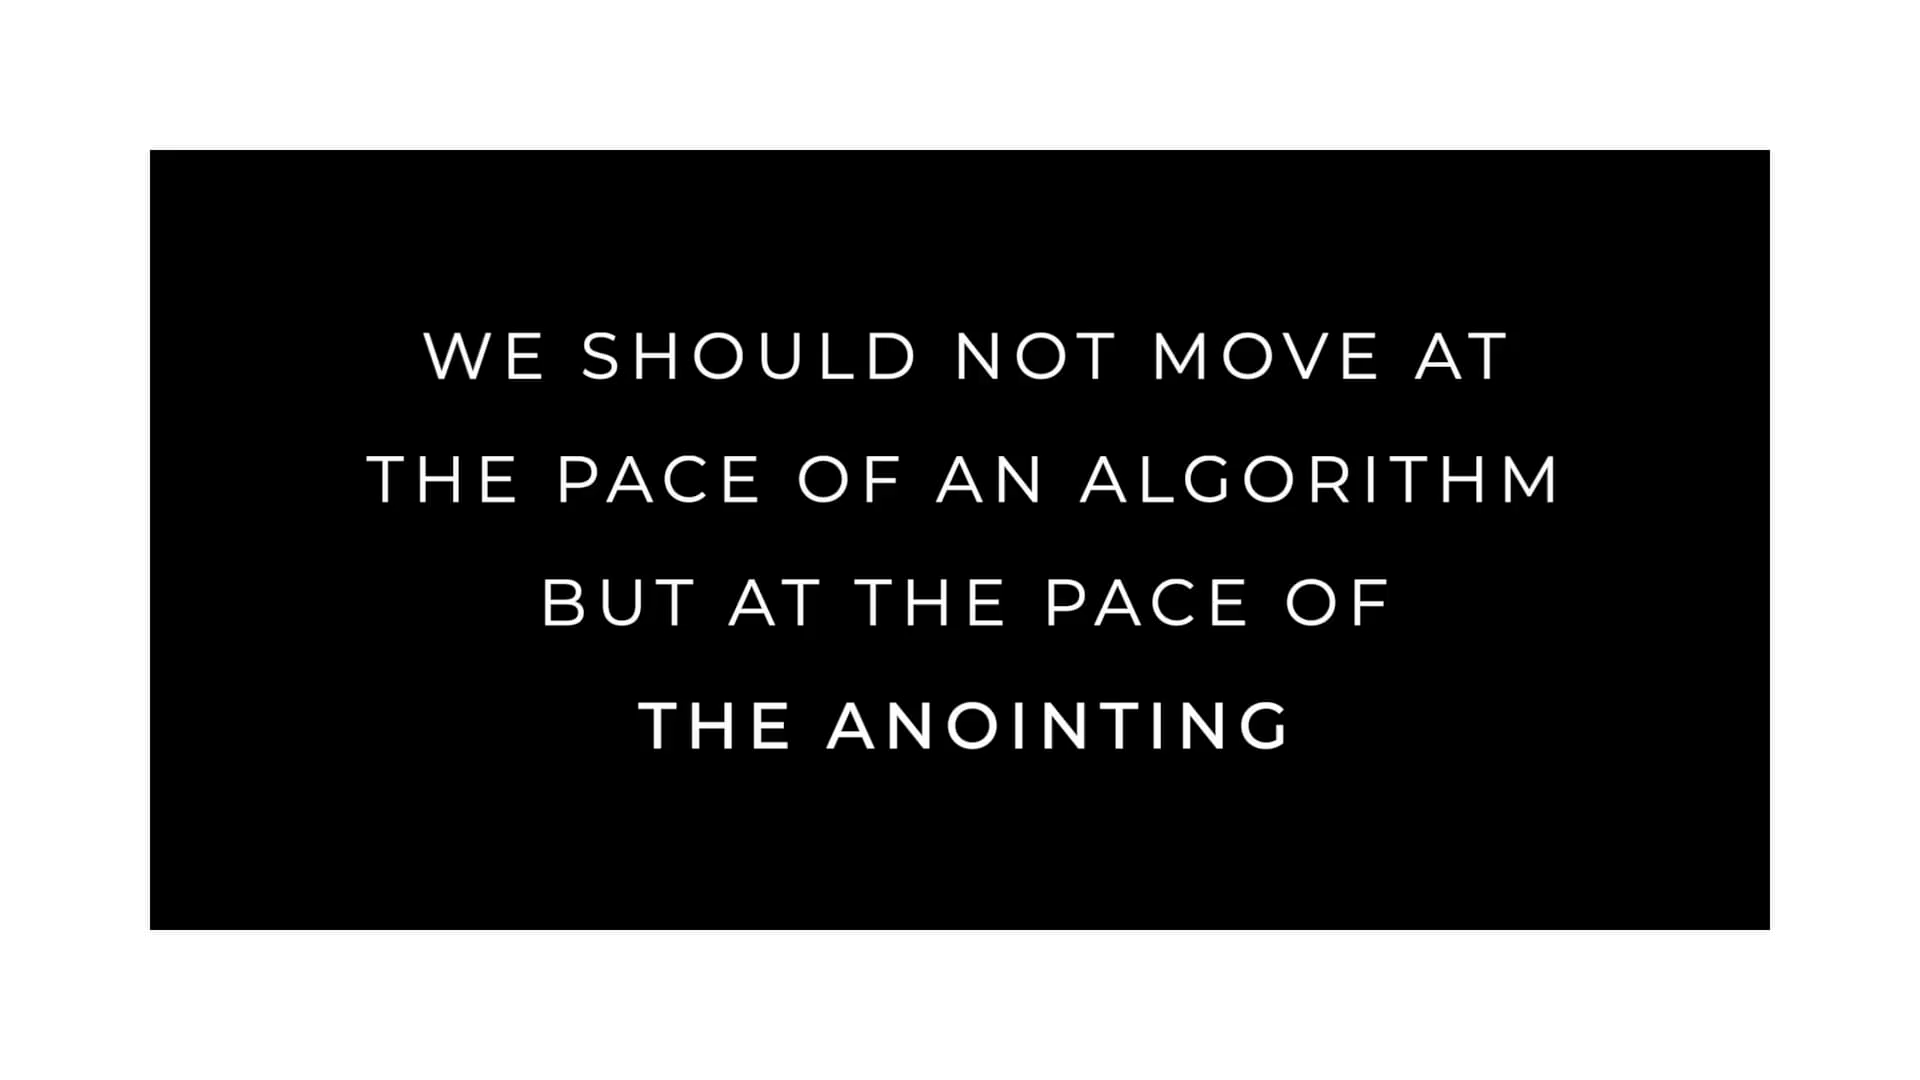 WE SHOULD NOT MOVE AT
THE PACE OF AN ALGORITHM
BUT AT THE PACE OF
THE ANOINTING